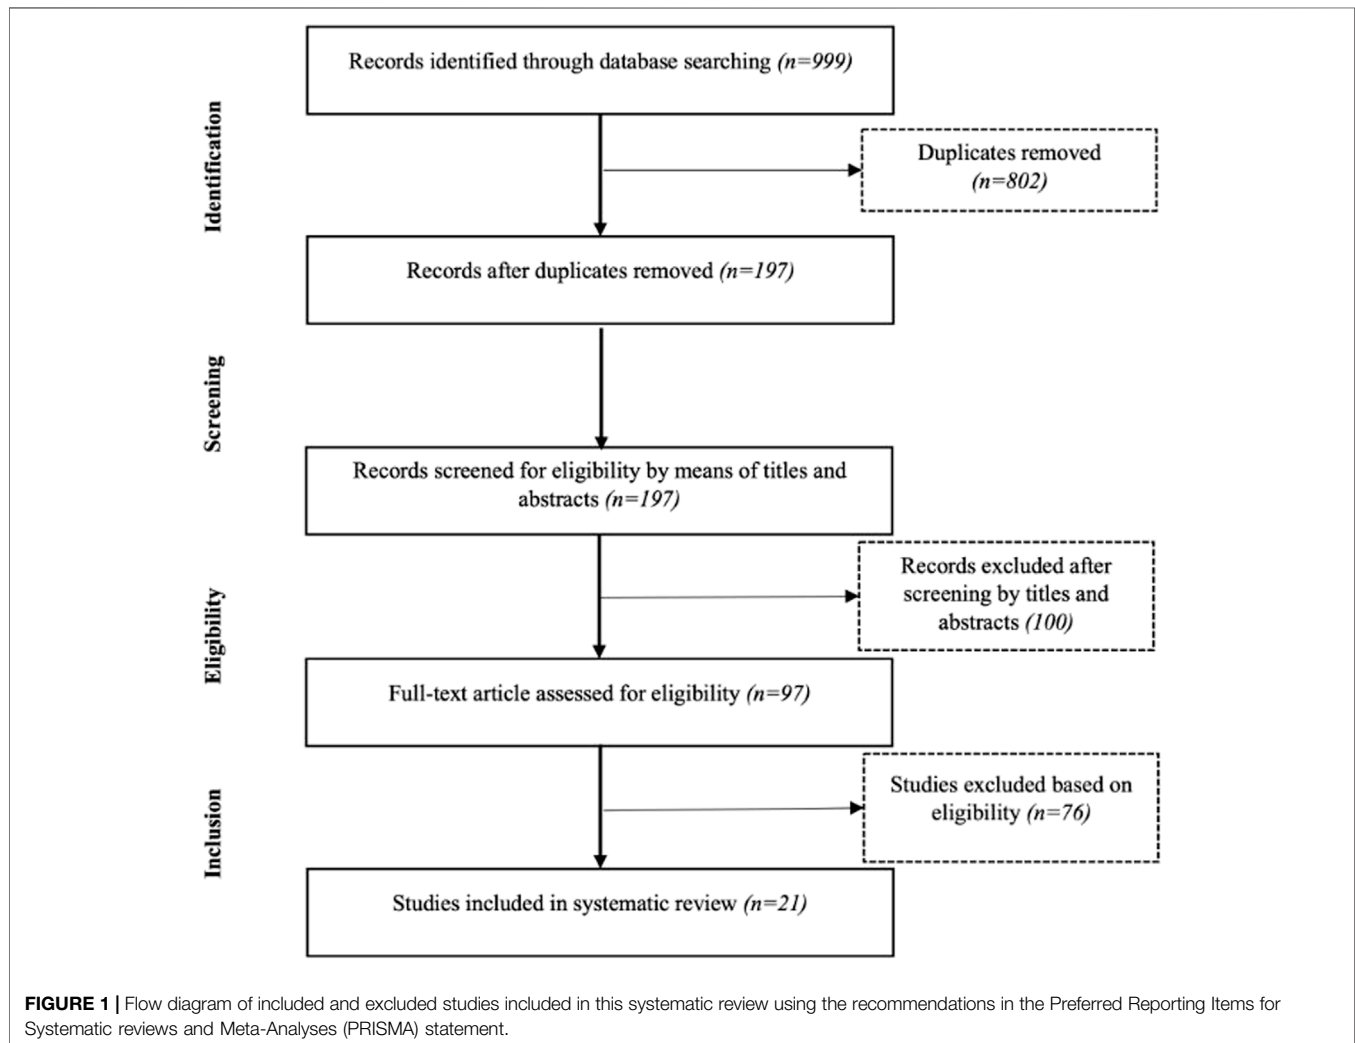 Records identified through database searching (n=999)
Identification
Duplicates removed
(n=802)
Records after duplicates removed (n=197)
Screening
Records screened for eligibility by means of titles and
abstracts (n=197)
Records excluded after
screening by titles and
abstracts (100)
Eligibility
Full-text article assessed for eligibility (n=97)
Studies excluded based on
eligibility (n=76)
Inclusion
Studies included in systematic review (n=21)
FIGURE 1 | Flow diagram of included and excluded studies included in this systematic review using the recommendations in the Preferred Reporting Items for
Systematic reviews and Meta-Analyses (PRISMA) statement.